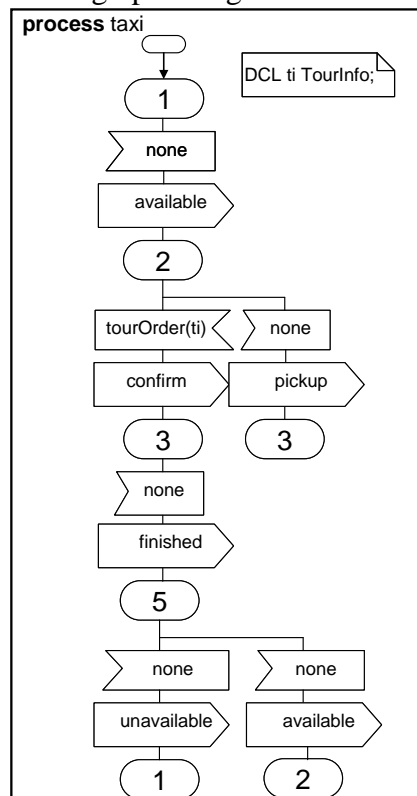 process taxi
DCL ti TourInfo;
1
none
available
2
tourOrder(ti) none
confirm pickup
3 3
none
finished
5
none none
unavailable available
1 2